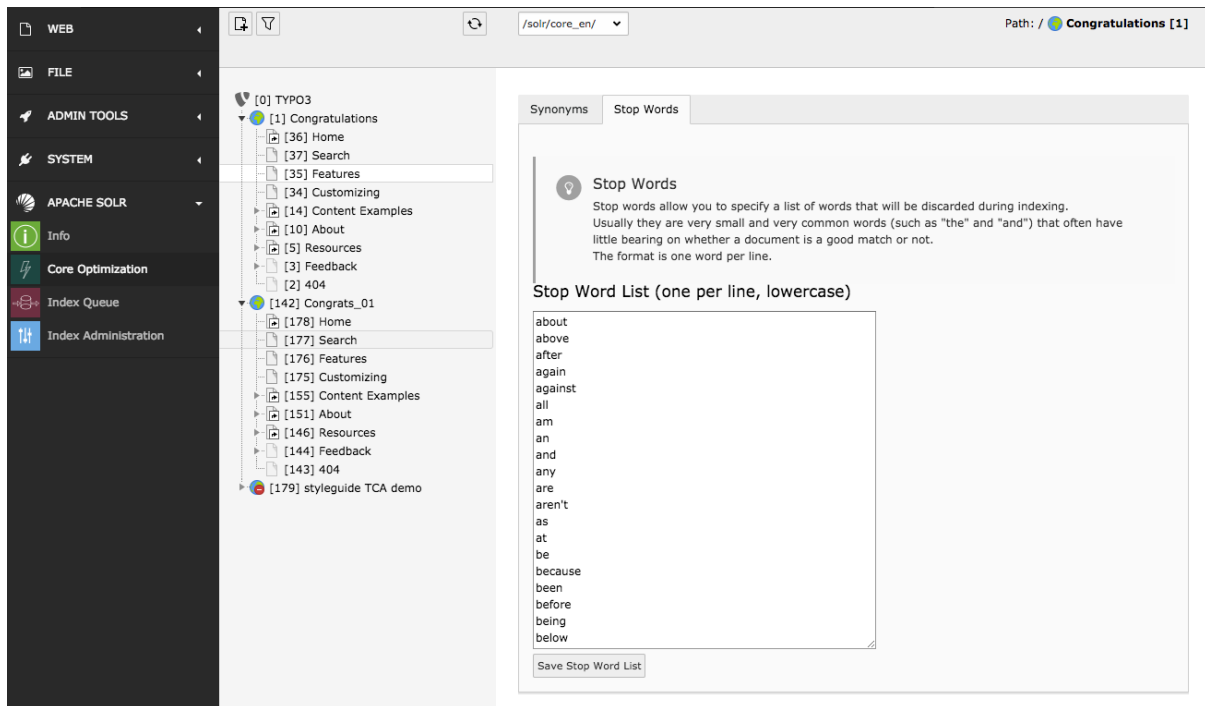 WEB
FILE
ADMIN TOOLS
SYSTEM
APACHE SOLR
Info
Core Optimization
Index Queue
Index Administration
[0] TYPO3
[1] Congratulations
[36] Home
[37] Search
[35] Features
[34] Customizing
[14] Content Examples
[10] About
[5] Resources
[3] Feedback
[2] 404
[142] Congrats_01
[178] Home
[177] Search
[176] Features
[175] Customizing
[155] Content Examples
[151] About
[146] Resources
[144] Feedback
[143] 404
[179] styleguide TCA demo
/solr/core_en/
Path: / Congratulations [1]
Synonyms
Stop Words
Stop Words
Stop words allow you to specify a list of words that will be discarded during indexing.
Usually they are very small and very common words (such as "the" and "and") that often have
little bearing on whether a document is a good match or not.
The format is one word per line.
Stop Word List (one per line, lowercase)
about
above
after
again
against
all
am
an
and
any
are
aren't
as
at
be
because
been
before
being
below
Save Stop Word List